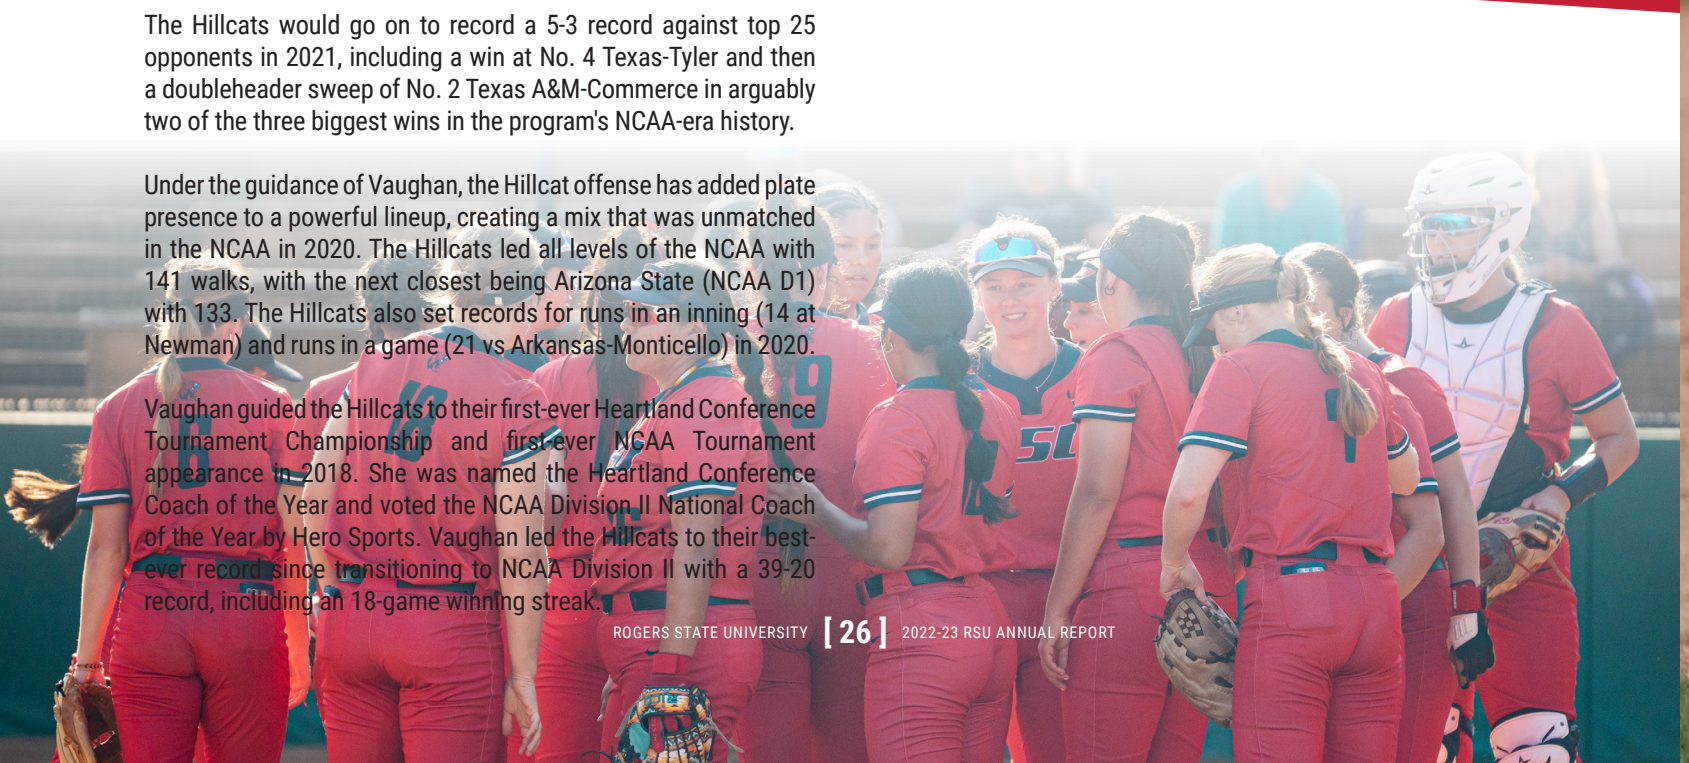 The Hillcats would go on to record a 5-3 record against top 25
opponents in 2021, including a win at No. 4 Texas-Tyler and then
a doubleheader sweep of No. 2 Texas A&M-Commerce in arguably
two of the three biggest wins in the program's NCAA-era history.
Under the guidance of Vaughan, the Hillcat offense has added plate
presence to a powerful lineup, creating a mix that was unmatched
in the NCAA in 2020. The Hillcats led all levels of the NCAA with
141 walks, with the next closest being Arizona State (NCAA D1)
with 133. The Hillcats also set records for runs in an inning (14 at
Newman) and runs in a game (21 vs Arkansas-Monticello) in 2020.
Vaughan guided the Hillcats to their first-ever Heartland Conference
Tournament Championship and first-ever NCAA Tournament
appearance in 2018. She was named the Heartland Conference
Coach of the Year and voted the NCAA Division II National Coach
of the Year by Hero Sports. Vaughan led the Hillcats to their best-
ever record since transitioning to NCAA Division II with a 39-20
record, including an 18-game winning streak.
18
9
1
ROGERS STATE UNIVERSITY [ 26 ] 2022-23 RSU ANNUAL REPORT